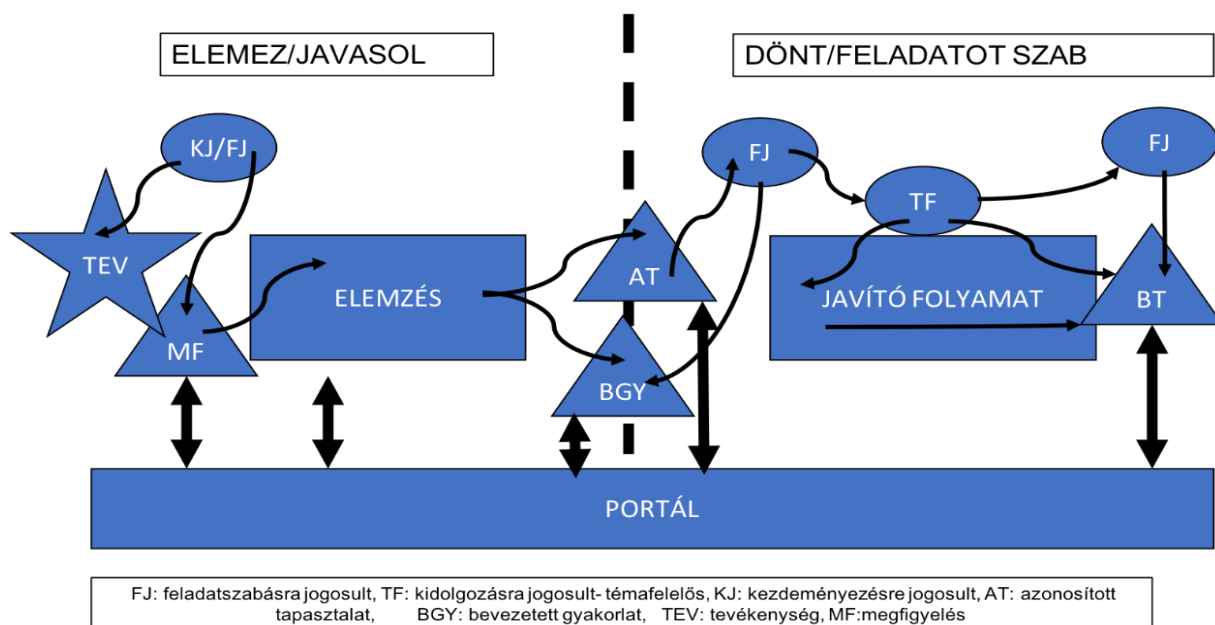 ELEMEZ/JAVASOL
DÖNT/FELADATOT SZAB
KJ/FJ
FJ
FJ
TF
TEV
AT
ELEMZÉS
JAVÍTÓ FOLYAMAT
BT
MF
BGY
PORTÁL
FJ: feladatszabásra jogosult, TF: kidolgozásra jogosult- témafelelős, KJ: kezdeményezésre jogosult, AT: azonosított
tapasztalat, BGY: bevezetett gyakorlat, TEV: tevékenység, MF:megfigyelés